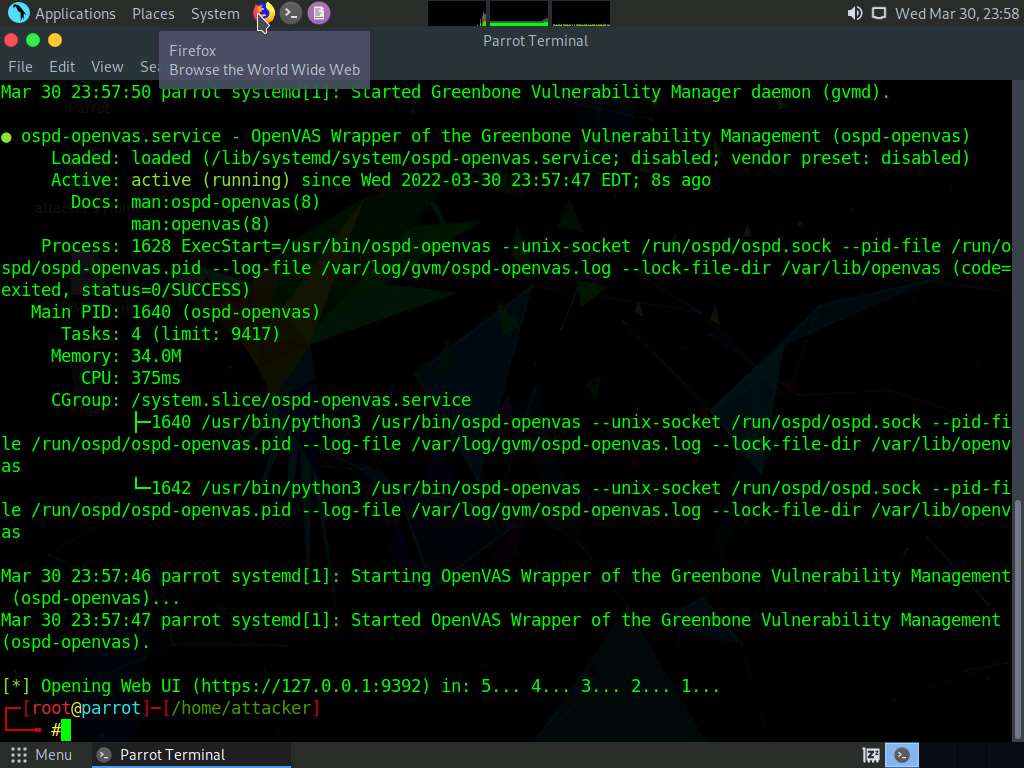 Applications Places System Wed Mar 30, 23:58
Parrot Terminal
Firefox
Browse the World Wide Web
File Edit View Sea
Mar 30 23:57:50 parrot systemd[1]: Started Greenbone Vulnerability Manager daemon (gvmd).
● ospd-openvas.service - OpenVAS Wrapper of the Greenbone Vulnerability Management (ospd-openvas)
Loaded: loaded (/lib/systemd/system/ospd-openvas.service; disabled; vendor preset: disabled)
Active: active (running) since Wed 2022-03-30 23:57:47 EDT; 8s ago
Docs: man:ospd-openvas(8)
man:openvas(8)
Process: 1628 ExecStart=/usr/bin/ospd-openvas --unix-socket /run/ospd/ospd.sock --pid-file /run/o
spd/ospd-openvas.pid --log-file /var/log/gvm/ospd-openvas.log --lock-file-dir /var/lib/openvas (code=
exited, status=0/SUCCESS)
Main PID: 1640 (ospd-openvas)
Tasks: 4 (limit: 9417)
Memory: 34.0M
CPU: 375ms
CGroup: /system.slice/ospd-openvas.service
├─1640 /usr/bin/python3 /usr/bin/ospd-openvas --unix-socket /run/ospd/ospd.sock --pid-fi
le /run/ospd/ospd-openvas.pid --log-file /var/log/gvm/ospd-openvas.log --lock-file-dir /var/lib/openv
as
└─1642 /usr/bin/python3 /usr/bin/ospd-openvas --unix-socket /run/ospd/ospd.sock --pid-fi
le /run/ospd/ospd-openvas.pid --log-file /var/log/gvm/ospd-openvas.log --lock-file-dir /var/lib/openv
as
Mar 30 23:57:46 parrot systemd[1]: Starting OpenVAS Wrapper of the Greenbone Vulnerability Management
(ospd-openvas)...
Mar 30 23:57:47 parrot systemd[1]: Started OpenVAS Wrapper of the Greenbone Vulnerability Management
(ospd-openvas).
[*] Opening Web UI (https://127.0.0.1:9392) in: 5... 4... 3... 2... 1...
┌─[root@parrot]─[/home/attacker]
└──╼ #
Menu Parrot Terminal